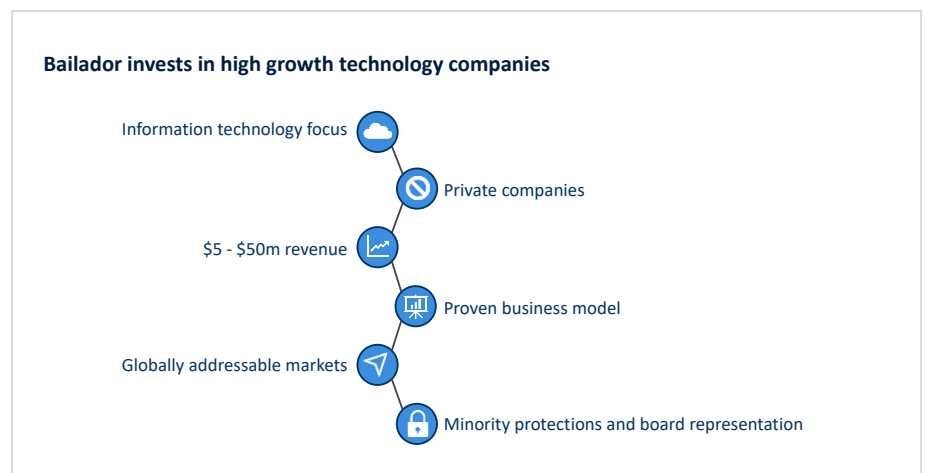 Bailador invests in high growth technology companies
Information technology focus
Private companies
$5 - $50m revenue
Proven business model
Globally addressable markets
Minority protections and board representation